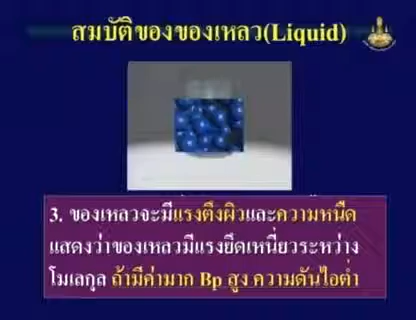 สมบัติของของเหลว(Liquid)
3. ของเหลวจะมีแรงตึงผิวและความหนืด
แสดงว่าของเหลวมีแรงยึดเหนี่ยวระหว่าง
โมเลกุล ถ้ามีค่ามาก Bp สูง ความดันไอต่ำ